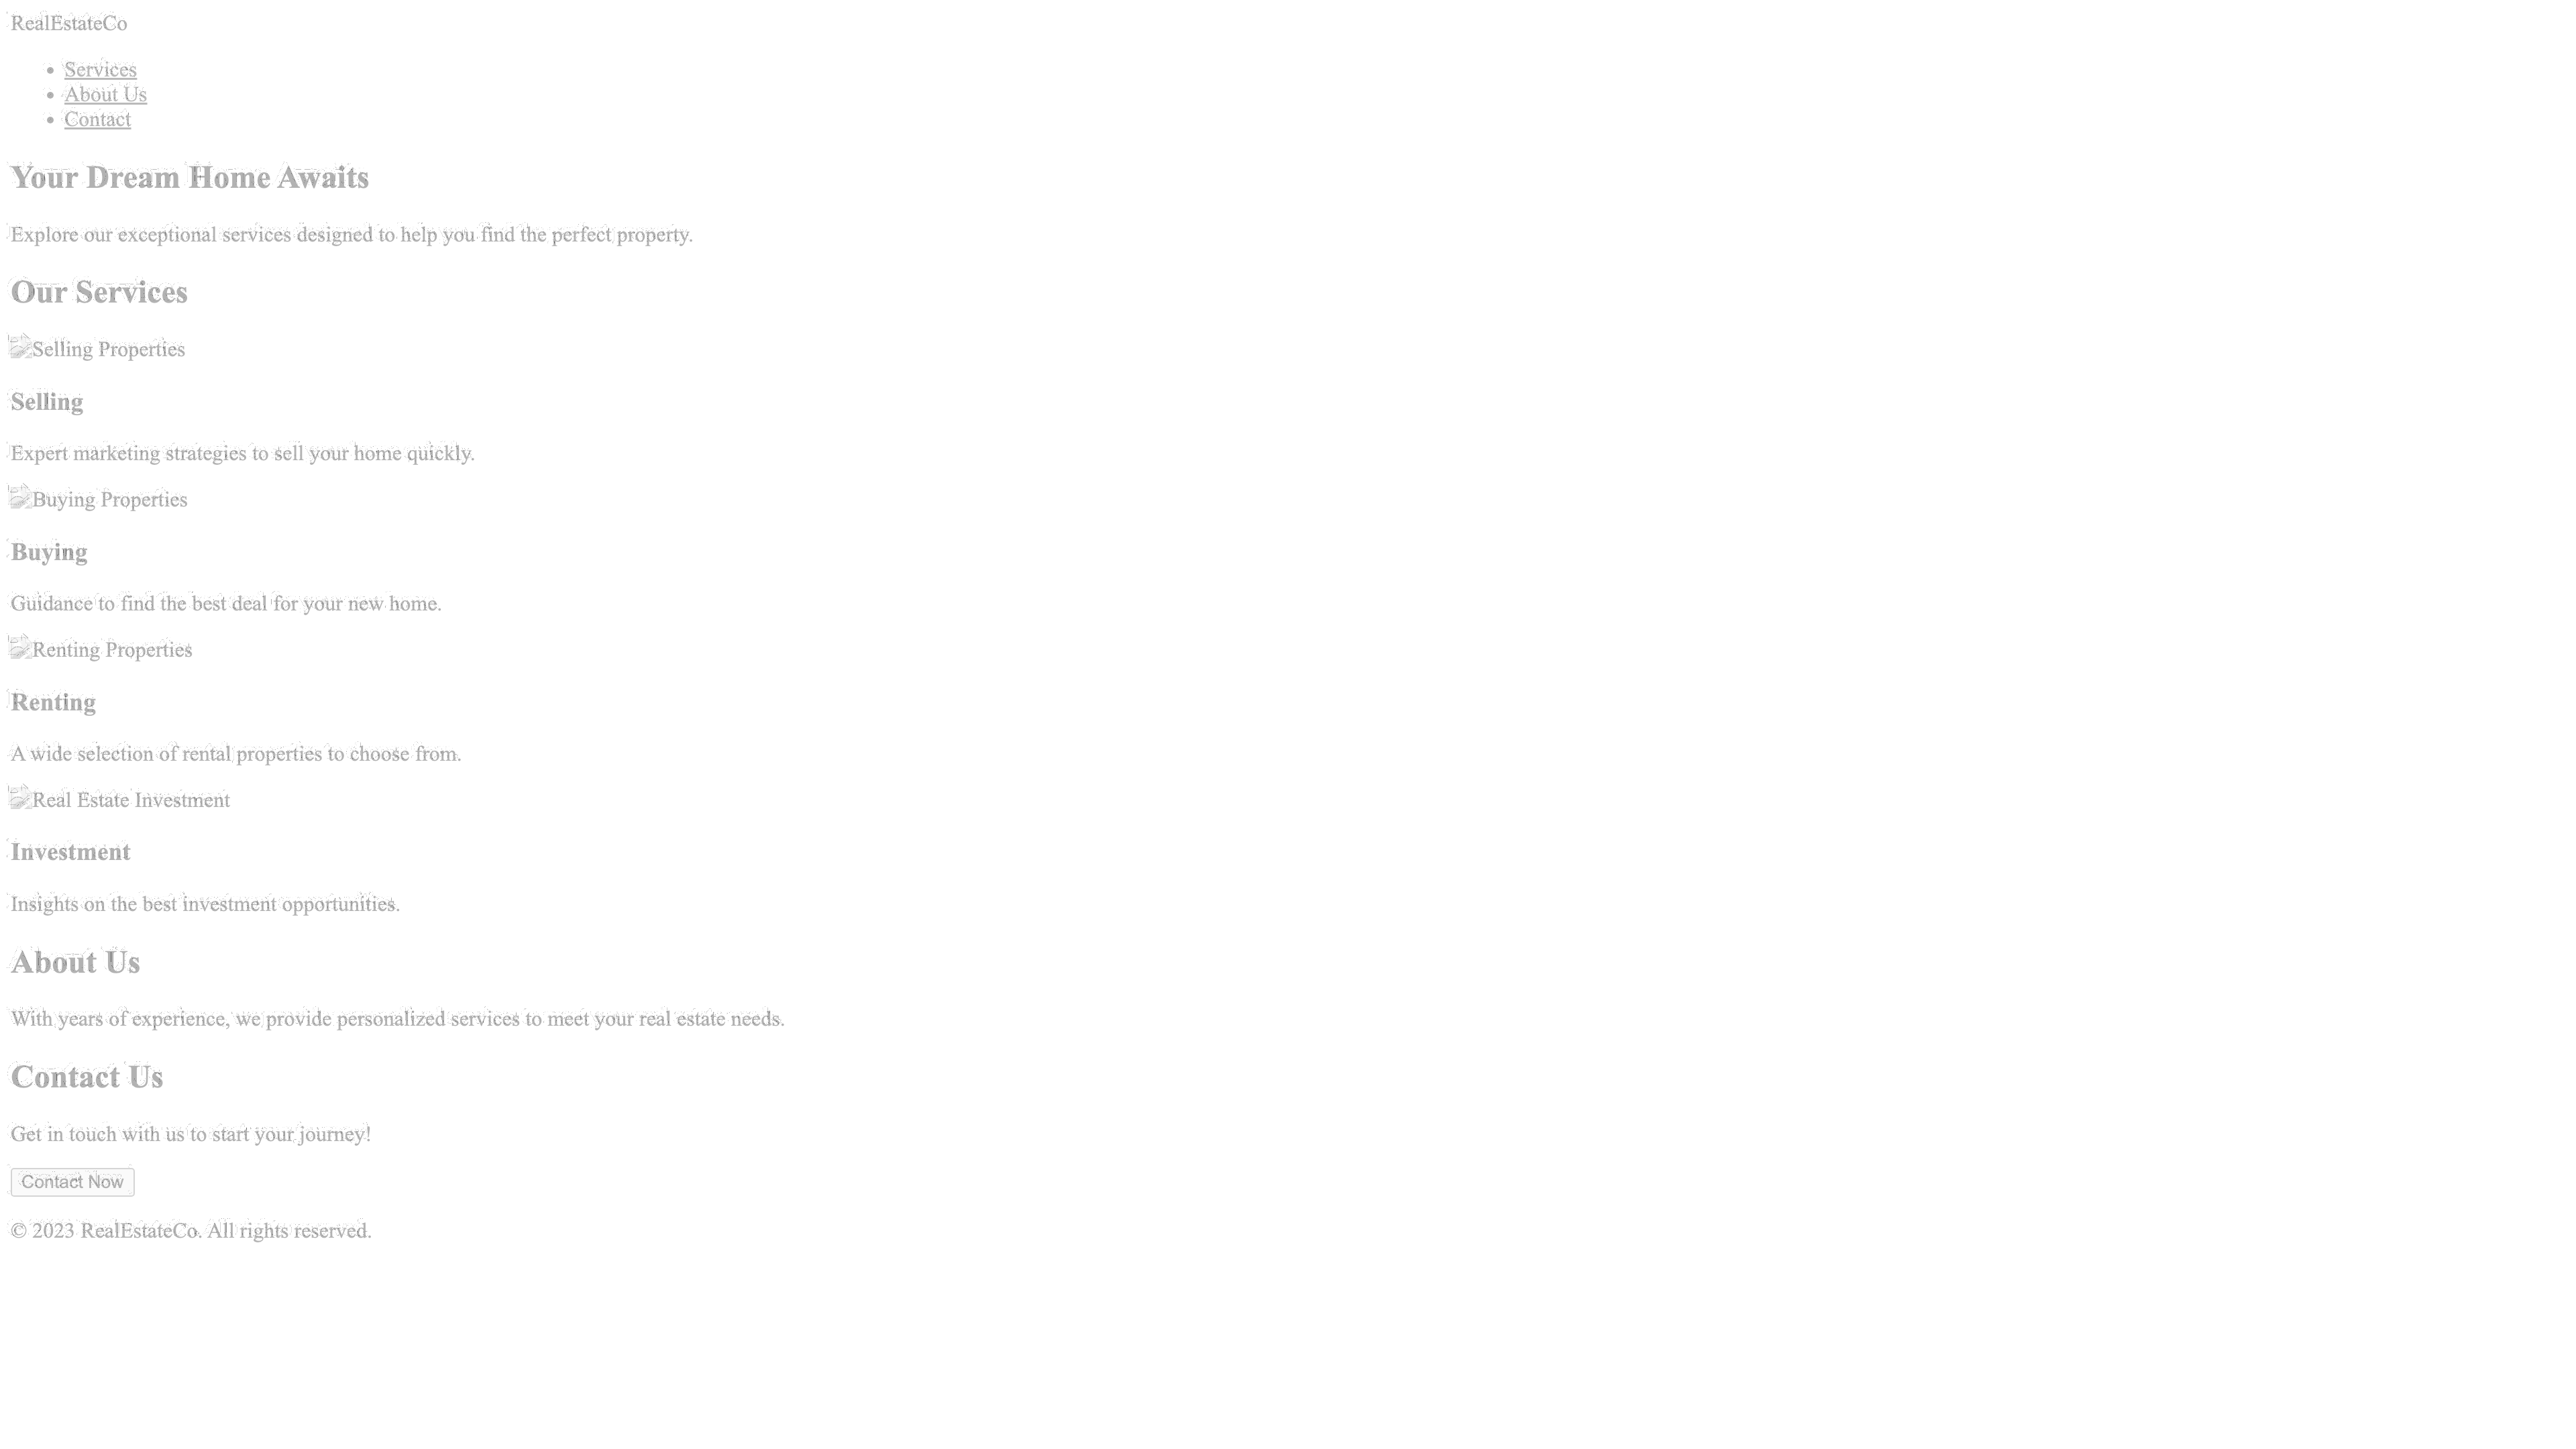 RealEstateCo
Services
About Us
Contact
Your Dream Home Awaits
Explore our exceptional services designed to help you find the perfect property.
Our Services
Selling Properties
Selling
Expert marketing strategies to sell your home quickly.
Buying Properties
Buying
Guidance to find the best deal for your new home.
Renting Properties
Renting
A wide selection of rental properties to choose from.
Real Estate Investment
Investment
Insights on the best investment opportunities.
About Us
With years of experience, we provide personalized services to meet your real estate needs.
Contact Us
Get in touch with us to start your journey!
Contact Now
© 2023 RealEstateCo. All rights reserved.